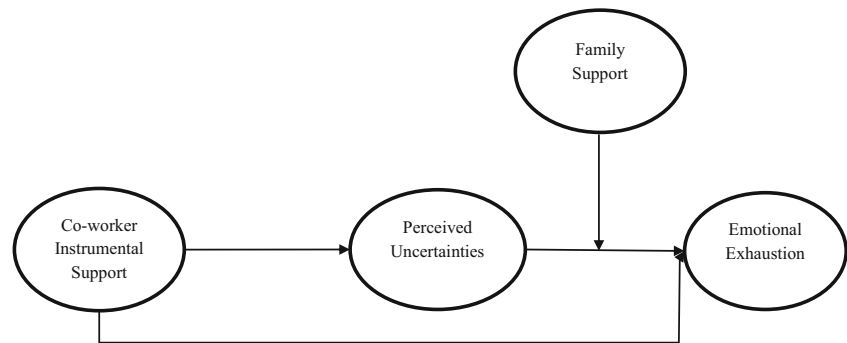 Family
Support
Co-worker
Instrumental
Support
Perceived
Uncertainties
Emotional
Exhaustion